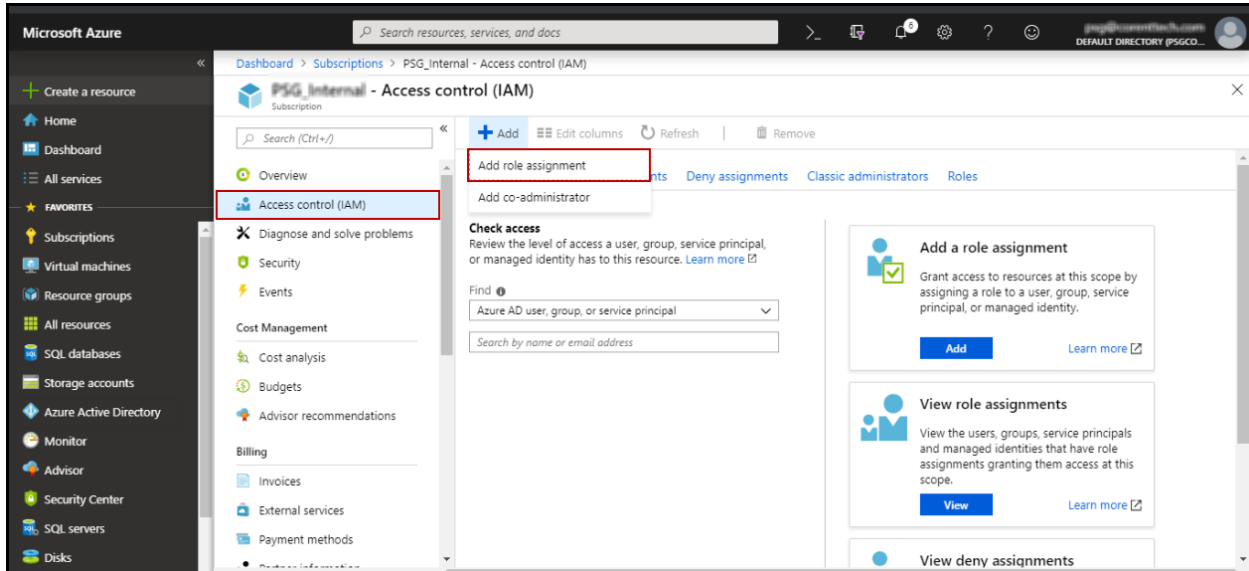 Microsoft Azure
Search resources, services, and docs
>_
6
?
DEFAULT DIRECTORY (PSGCO...
«
Dashboard > Subscriptions > PSG_Internal - Access control (IAM)
Create a resource
Home
Dashboard
All services
FAVORITES
Subscriptions
Virtual machines
Resource groups
All resources
SQL databases
Storage accounts
Azure Active Directory
Monitor
Advisor
Security Center
SQL servers
Disks
PSG_Internal - Access control (IAM)
Subscription
Search (Ctrl+/)
«
Overview
Access control (IAM)
Diagnose and solve problems
Security
Events
Cost Management
Cost analysis
Budgets
Advisor recommendations
Billing
Invoices
External services
Payment methods
Partner information
Add
Edit columns
Refresh
Remove
Add role assignment
Add co-administrator
nts
Deny assignments
Classic administrators
Roles
Check access
Review the level of access a user, group, service principal,
or managed identity has to this resource. Learn more
Find
Azure AD user, group, or service principal
Search by name or email address
Add a role assignment
Grant access to resources at this scope by
assigning a role to a user, group, service
principal, or managed identity.
Add
Learn more
View role assignments
View the users, groups, service principals
and managed identities that have role
assignments granting them access at this
scope.
View
Learn more
View deny assignments